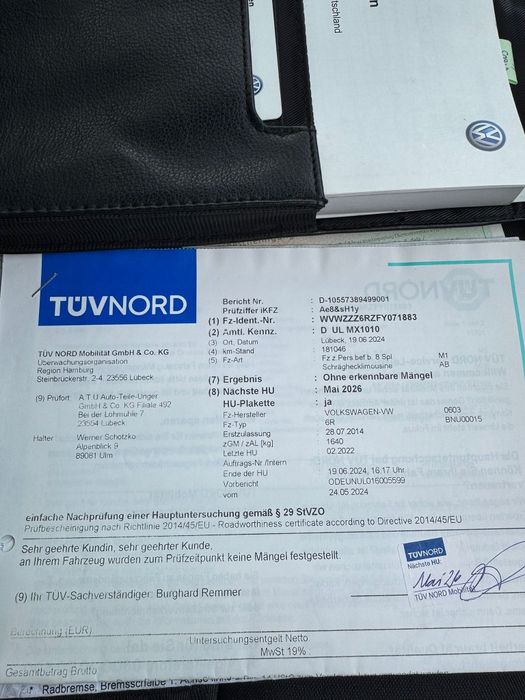 n
tschland
TÜVNORD
TÜV NORD Mobilität GmbH & Co. KG
Überwachungsorganisation
Region Hamburg
Steinbrückerstr. 2-4, 23556 Lübeck
(9) Prüfort A.T.U Auto-Teile-Unger
GmbH & Co. KG Filiale 492
Bei der Lohmühle 7
23554 Lübeck
Halter Werner Schotzko
Alpenblick 9
89081 Ulm
Bericht Nr. : D-10557389499001
Prüfziffer iKFZ : Ae8&sH1y
(1) Fz-Ident.-Nr. : WVWZZZ6RZFY071883
(2) Amtl. Kennz. : D UL MX1010
(3) Ort, Datum : Lübeck, 19.06.2024
(4) km-Stand : 181046
(5) Fz-Art : Fz z.Pers.bef.b. 8 Spl M1
Schräghecklimousine AB
(7) Ergebnis : Ohne erkennbare Mängel
(8) Nächste HU : Mai 2026
HU-Plakette : ja
Fz-Hersteller : VOLKSWAGEN-VW 0603
Fz-Typ : 6R BNU00015
Erstzulassung : 28.07.2014
zGM / zAL [kg] : 1640
Letzte HU : 02.2022
Auftrags-Nr./Intern :
Ende der HU : 19.06.2024, 16.17 Uhr
Vorbericht : ODEUNUL016005599
vom : 24.05.2024
einfache Nachprüfung einer Hauptuntersuchung gemäß § 29 StVZO
Prüfbescheinigung nach Richtlinie 2014/45/EU - Roadworthiness certificate according to Directive 2014/45/EU
Sehr geehrte Kundin, sehr geehrter Kunde,
an Ihrem Fahrzeug wurden zum Prüfzeitpunkt keine Mängel festgestellt.
TÜVNORD
Nächste HU:
Mai 26
TÜV NORD Mobilität
(9) Ihr TÜV-Sachverständiger: Burghard Remmer
Berechnung (EUR)
Untersuchungsentgelt Netto
MwSt 19% :
Gesamtbetrag Brutto
Radbremse, Bremsscheibe 1. Achse